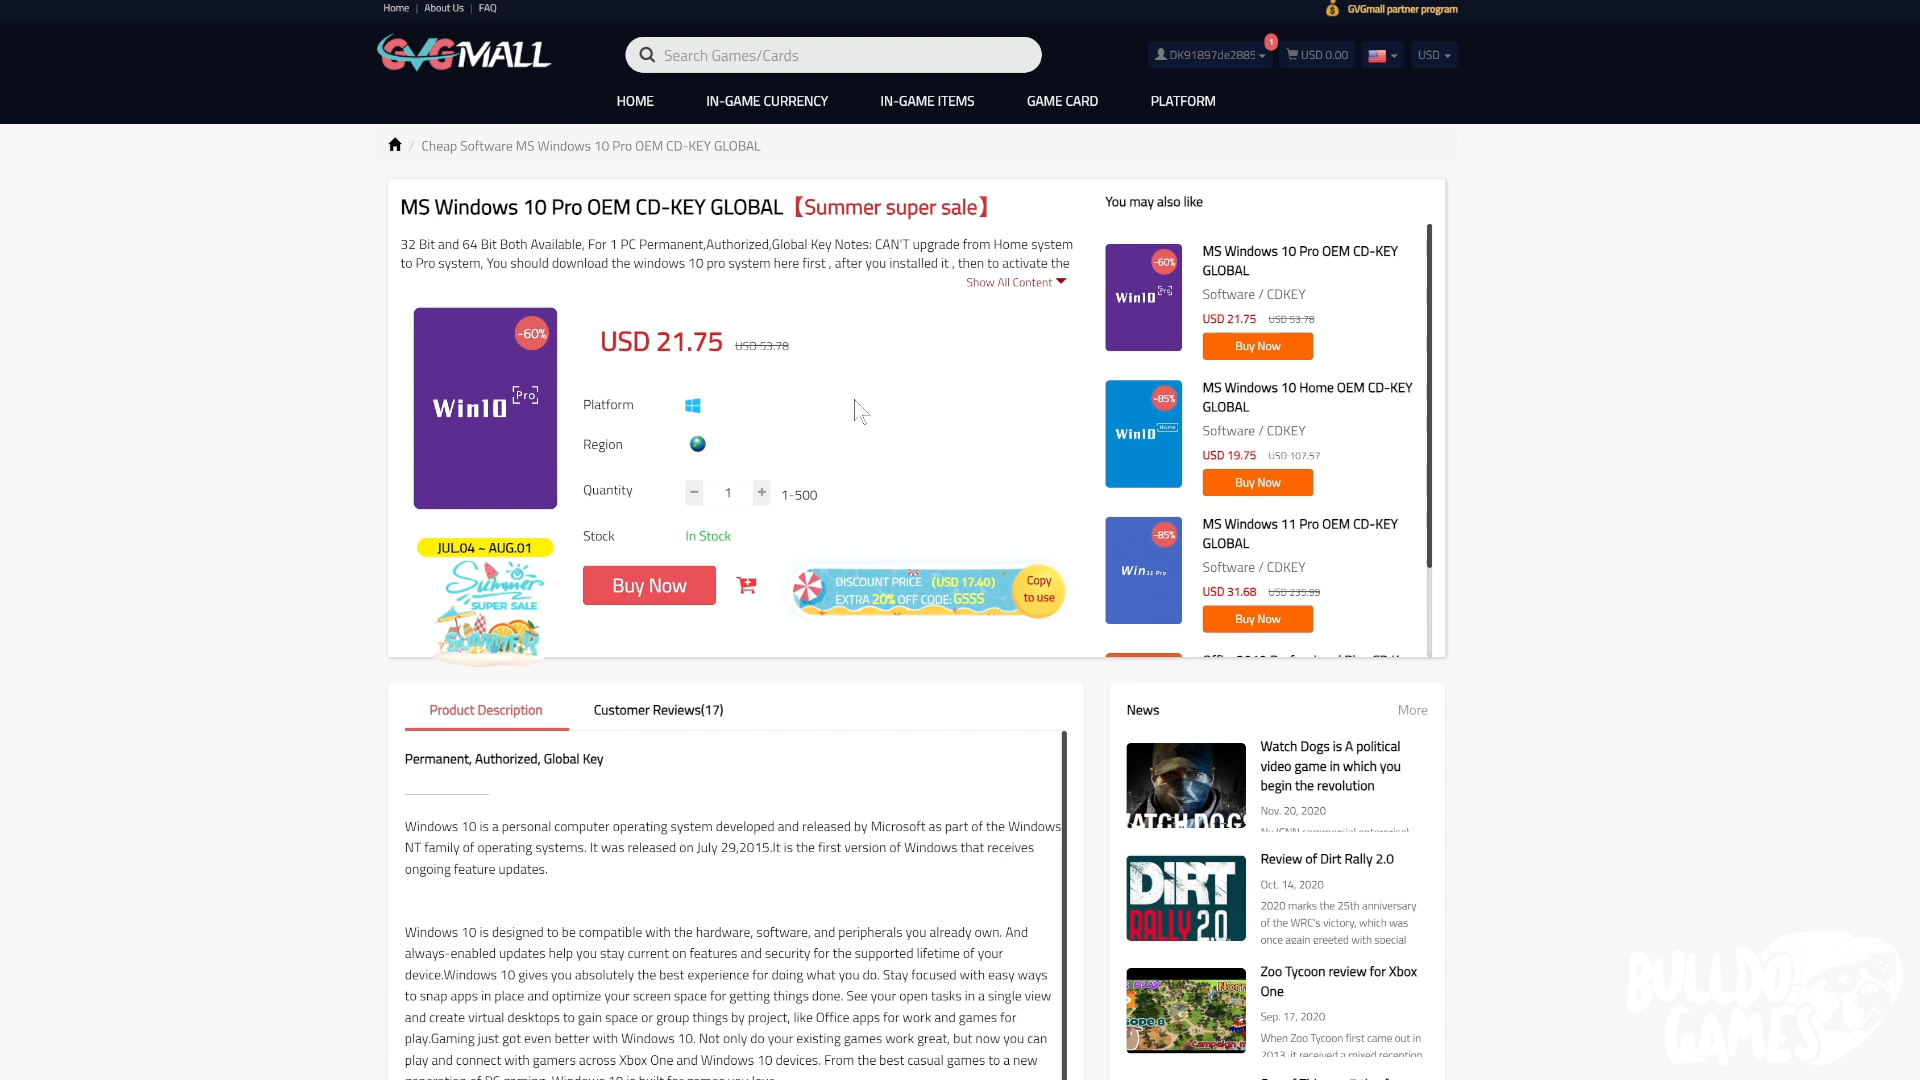 Home | About Us | FAQ
GVGmall partner program
GVGMALL
Search Games/Cards
DK91897de2885
1
USD 0.00
USD
HOME
IN-GAME CURRENCY
IN-GAME ITEMS
GAME CARD
PLATFORM
/ Cheap Software MS Windows 10 Pro OEM CD-KEY GLOBAL
MS Windows 10 Pro OEM CD-KEY GLOBAL【Summer super sale】
32 Bit and 64 Bit Both Available, For 1 PC Permanent,Authorized,Global Key Notes: CAN'T upgrade from Home system
to Pro system, You should download the windows 10 pro system here first , after you installed it , then to activate the
Show All Content
-60%
Win10 Pro
USD 21.75 USD 53.78
Platform
Region
Quantity
− 1 + 1-500
Stock
In Stock
JUL.04 ~ AUG.01
Summer
SUPER SALE
SUMMER
Buy Now
DISCOUNT PRICE (USD 17.40)
EXTRA 20% OFF CODE: GSSS
Copy
to use
You may also like
-60%
Win10 Pro
MS Windows 10 Pro OEM CD-KEY
GLOBAL
Software / CDKEY
USD 21.75 USD 53.78
Buy Now
-85%
Win10 Home
MS Windows 10 Home OEM CD-KEY
GLOBAL
Software / CDKEY
USD 19.75 USD 107.57
Buy Now
-85%
Win 11 Pro
MS Windows 11 Pro OEM CD-KEY
GLOBAL
Software / CDKEY
USD 31.68 USD 235.99
Buy Now
Product Description
Customer Reviews(17)
Permanent, Authorized, Global Key
Windows 10 is a personal computer operating system developed and released by Microsoft as part of the Windows
NT family of operating systems. It was released on July 29,2015.It is the first version of Windows that receives
ongoing feature updates.
Windows 10 is designed to be compatible with the hardware, software, and peripherals you already own. And
always-enabled updates help you stay current on features and security for the supported lifetime of your
device.Windows 10 gives you absolutely the best experience for doing what you do. Stay focused with easy ways
to snap apps in place and optimize your screen space for getting things done. See your open tasks in a single view
and create virtual desktops to gain space or group things by project, like Office apps for work and games for
play.Gaming just got even better with Windows 10. Not only do your existing games work great, but now you can
play and connect with gamers across Xbox One and Windows 10 devices. From the best casual games to a new
News
More
WATCH DOGS
Watch Dogs is A political
video game in which you
begin the revolution
Nov. 20, 2020
DiRT
RALLY 2.0
Review of Dirt Rally 2.0
Oct. 14, 2020
2020 marks the 25th anniversary
of the WRC's victory, which was
once again greeted with special
Zoo Tycoon review for Xbox
One
Sep. 17, 2020
When Zoo Tycoon first came out in
2013, it received a mixed reception
BULLDOG
GAMES